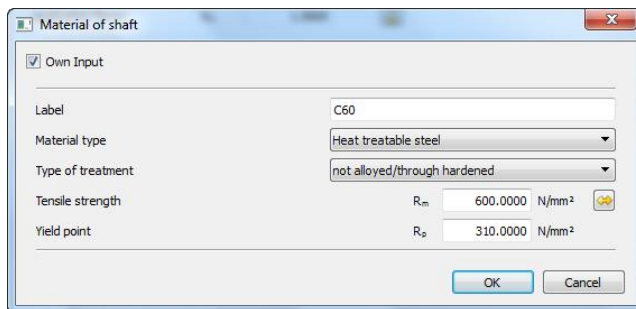 Material of shaft
Own Input
Label C60
Material type Heat treatable steel
Type of treatment not alloyed/through hardened
Tensile strength Rm 600.0000 N/mm²
Yield point Rp 310.0000 N/mm²
OK Cancel